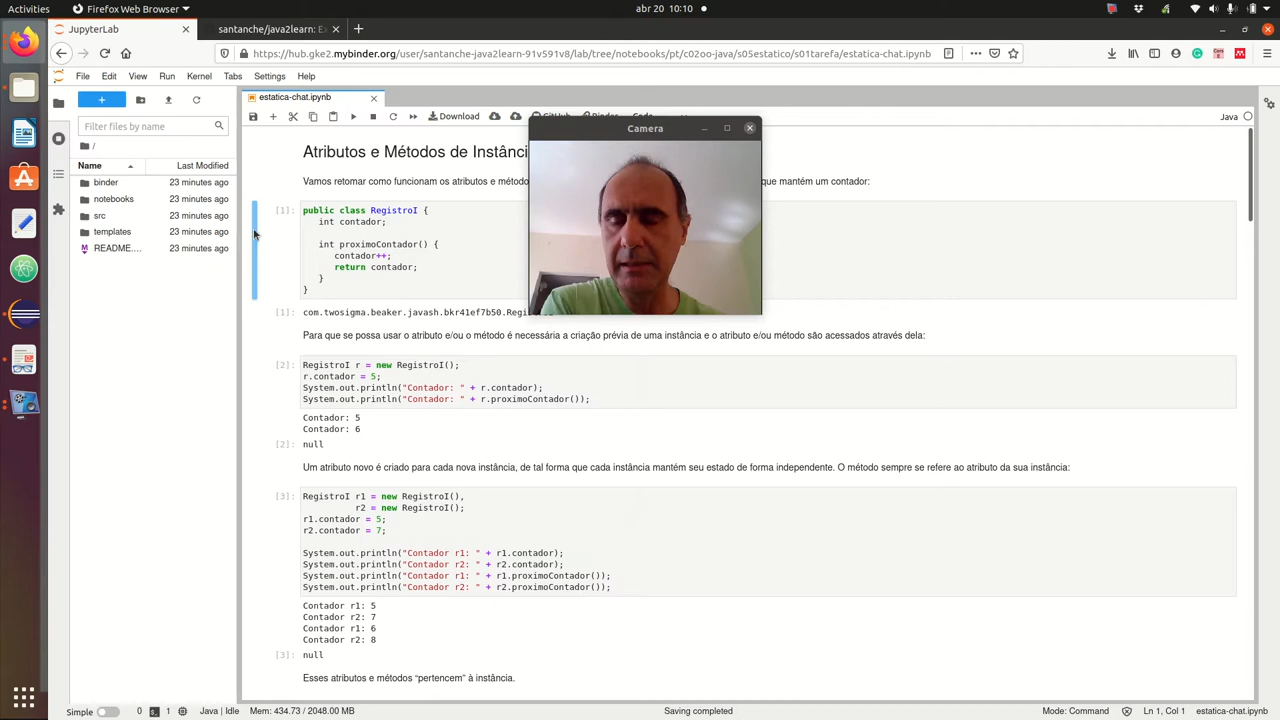 Activities
Firefox Web Browser
abr 20 10:10
JupyterLab
santanche/java2learn: E
https://hub.gke2.mybinder.org/user/santanche-java2learn-91v591v8/lab/tree/notebooks/pt/c02oo-java/s05estatico/s01tarefa/estatica-chat.ipynb
File Edit View Run Kernel Tabs Settings Help
estatica-chat.ipynb
Filter files by name
/
Name Last Modified
binder 23 minutes ago
notebooks 23 minutes ago
src 23 minutes ago
templates 23 minutes ago
README.... 23 minutes ago
Download
Java
Camera
Atributos e Métodos de Instânci
Vamos retomar como funcionam os atributos e método
que mantém um contador:
[1]:
public class RegistroI {
int contador;
int proximoContador() {
contador++;
return contador;
}
}
[1]: com.twosigma.beaker.javash.bkr41ef7b50.Reg
Para que se possa usar o atributo e/ou o método é necessária a criação prévia de uma instância e o atributo e/ou método são acessados através dela:
[2]: RegistroI r = new RegistroI();
r.contador = 5;
System.out.println("Contador: " + r.contador);
System.out.println("Contador: " + r.proximoContador());
Contador: 5
Contador: 6
[2]: null
Um atributo novo é criado para cada nova instância, de tal forma que cada instância mantém seu estado de forma independente. O método sempre se refere ao atributo da sua instância:
[3]: RegistroI r1 = new RegistroI(),
r2 = new RegistroI();
r1.contador = 5;
r2.contador = 7;
System.out.println("Contador r1: " + r1.contador);
System.out.println("Contador r2: " + r2.contador);
System.out.println("Contador r1: " + r1.proximoContador());
System.out.println("Contador r2: " + r2.proximoContador());
Contador r1: 5
Contador r2: 7
Contador r1: 6
Contador r2: 8
[3]: null
Esses atributos e métodos “pertencem” à instância.
Simple 0 1 Java | Idle Mem: 434.73 / 2048.00 MB Saving completed Mode: Command Ln 1, Col 1 estatica-chat.ipynb